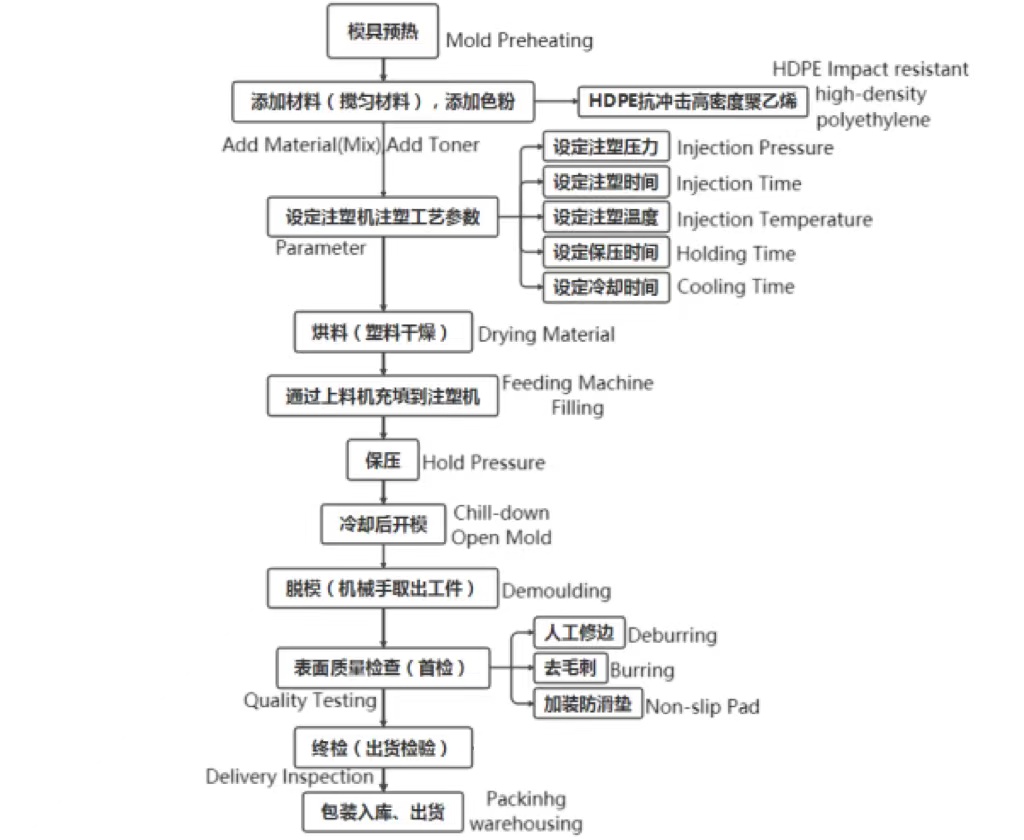 模具预热
Mold Preheating
添加材料（搅匀材料），添加色粉
HDPE抗冲击高密度聚乙烯
HDPE Impact resistant
high-density
polyethylene
Add Material(Mix),Add Toner
设定注塑压力
Injection Pressure
设定注塑时间
Injection Time
设定注塑机注塑工艺参数
Parameter
设定注塑温度
Injection Temperature
设定保压时间
Holding Time
设定冷却时间
Cooling Time
烘料（塑料干燥）
Drying Material
通过上料机充填到注塑机
Feeding Machine
Filling
保压
Hold Pressure
冷却后开模
Chill-down
Open Mold
脱模（机械手取出工件）
Demoulding
表面质量检查（首检）
Quality Testing
人工修边
Deburring
去毛刺
Burring
加装防滑垫
Non-slip Pad
终检（出货检验）
Delivery Inspection
包装入库、出货
Packinhg
warehousing